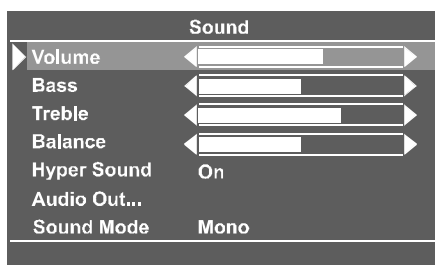 Sound
Volume
Bass
Treble
Balance
Hyper Sound On
Audio Out...
Sound Mode Mono